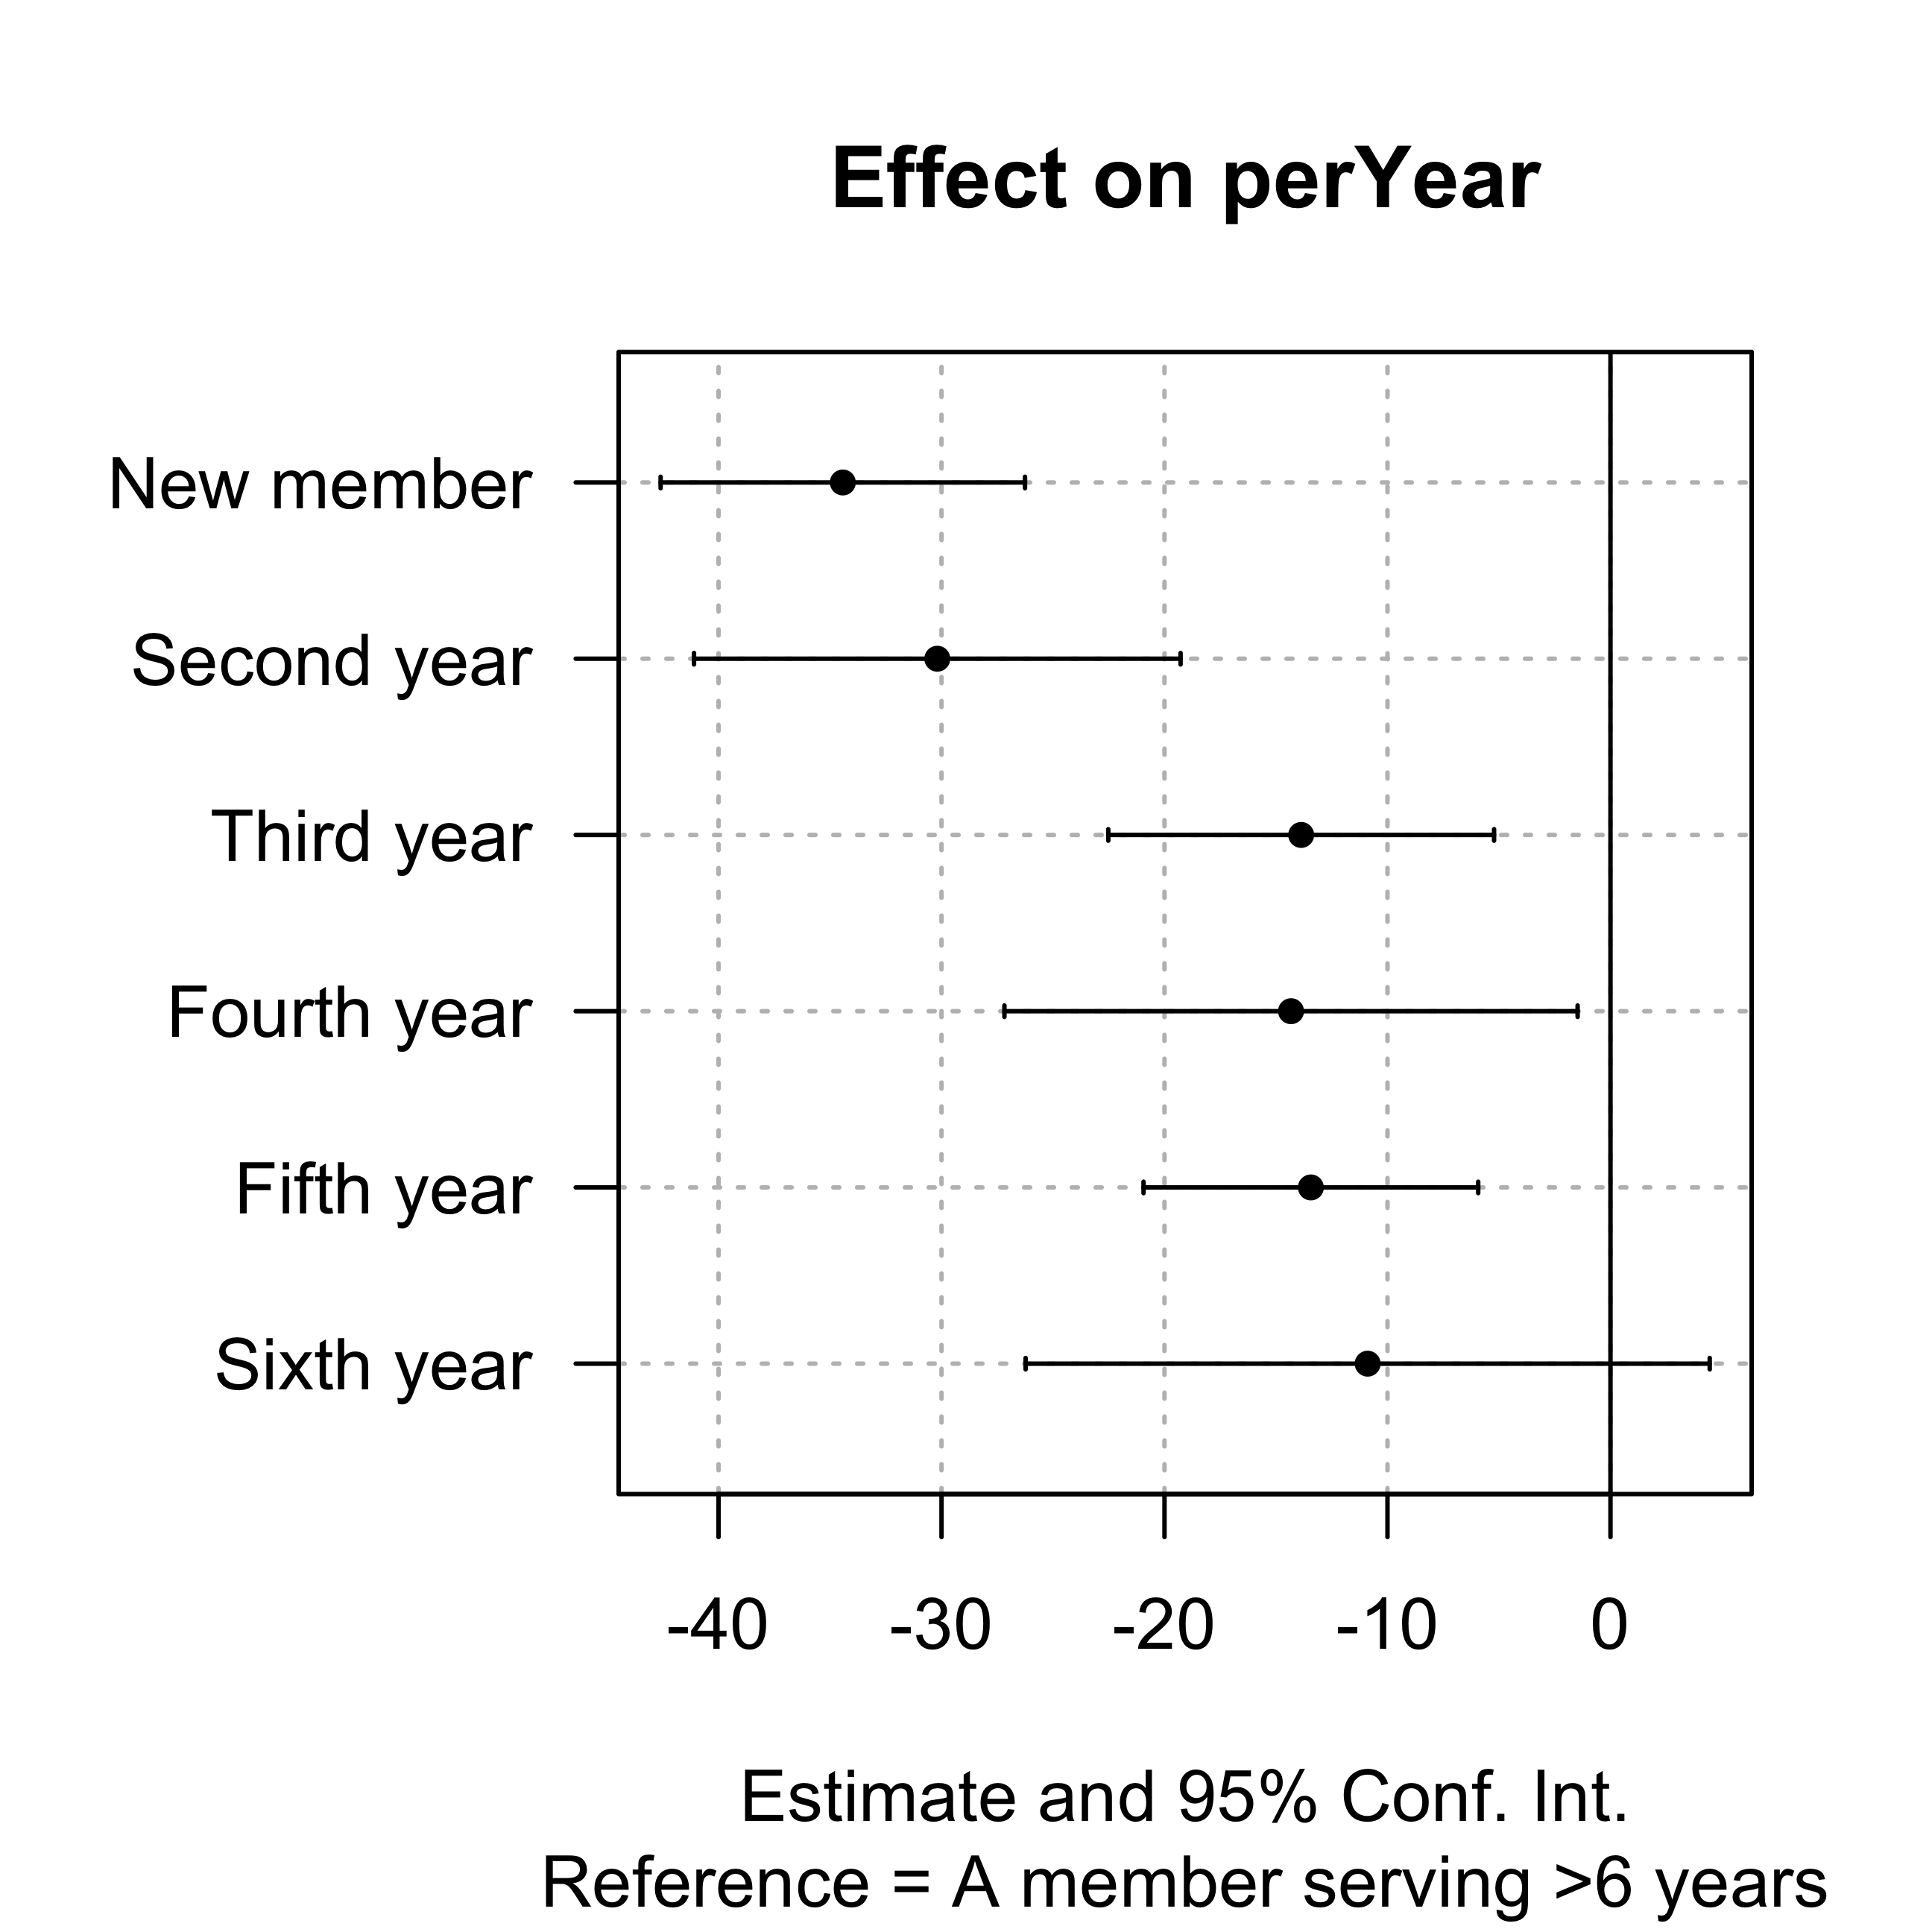 Effect on perYear
New member
Second year
Third year
Fourth year
Fifth year
Sixth year
-40 -30 -20 -10 0
Estimate and 95% Conf. Int.
Reference = A member serving >6 years